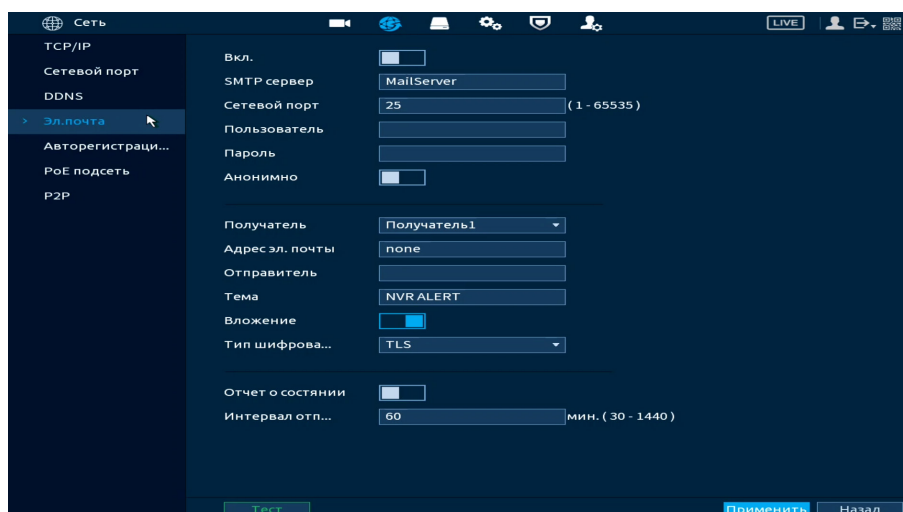 Сеть
LIVE
TCP/IP
Сетевой порт
DDNS
Эл.почта
Авторегистраци...
PoE подсеть
P2P
Вкл.
SMTP сервер
MailServer
Сетевой порт
25
(1 - 65535)
Пользователь
Пароль
Анонимно
Получатель
Получатель1
Адрес эл. почты
none
Отправитель
Тема
NVR ALERT
Вложение
Тип шифрова...
TLS
Отчет о состянии
Интервал отп...
60
мин. ( 30 - 1440 )
Тест
Применить
Назад